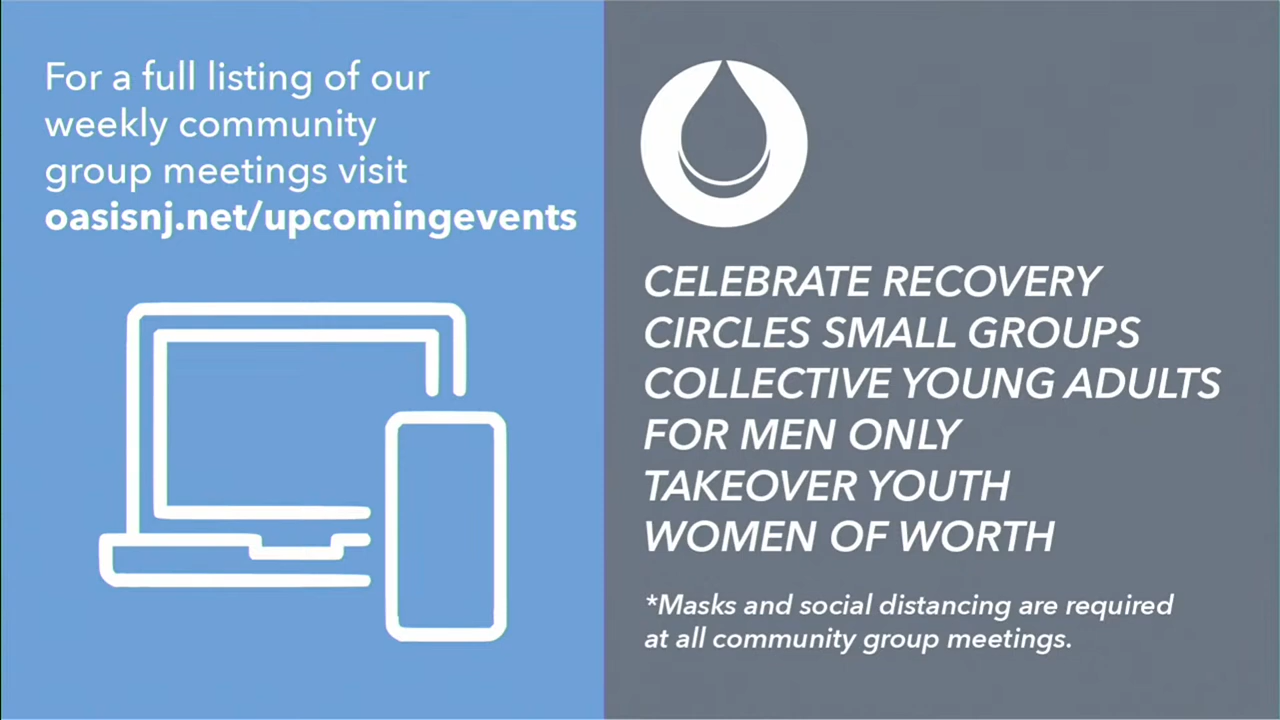 For a full listing of our
weekly community
group meetings visit
oasisnj.net/upcomingevents
CELEBRATE RECOVERY
CIRCLES SMALL GROUPS
COLLECTIVE YOUNG ADULTS
FOR MEN ONLY
TAKEOVER YOUTH
WOMEN OF WORTH
*Masks and social distancing are required
at all community group meetings.